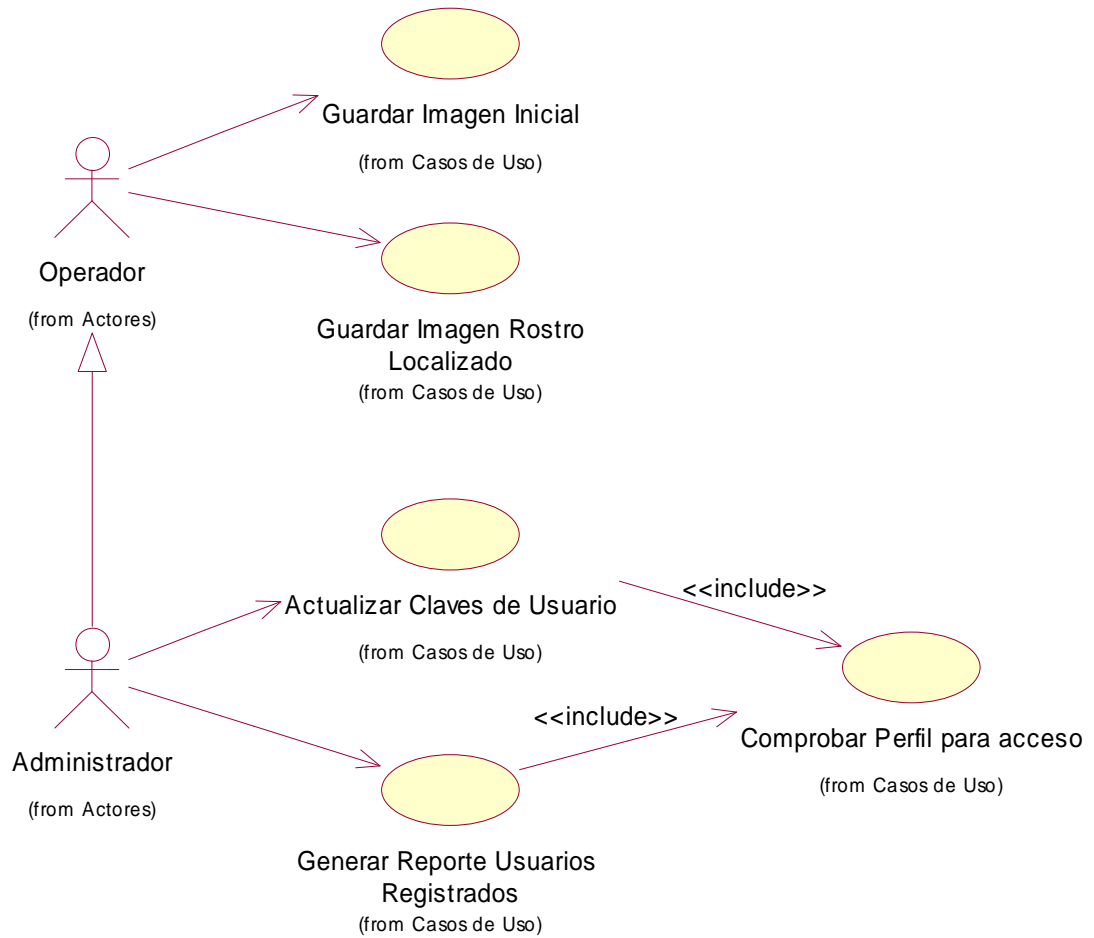 Guardar Imagen Inicial
(from Casos de Uso)
Operador
(from Actores)
Guardar Imagen Rostro
Localizado
(from Casos de Uso)
Actualizar Claves de Usuario
(from Casos de Uso)
<<include>>
<<include>>
Comprobar Perfil para acceso
(from Casos de Uso)
Administrador
(from Actores)
Generar Reporte Usuarios
Registrados
(from Casos de Uso)